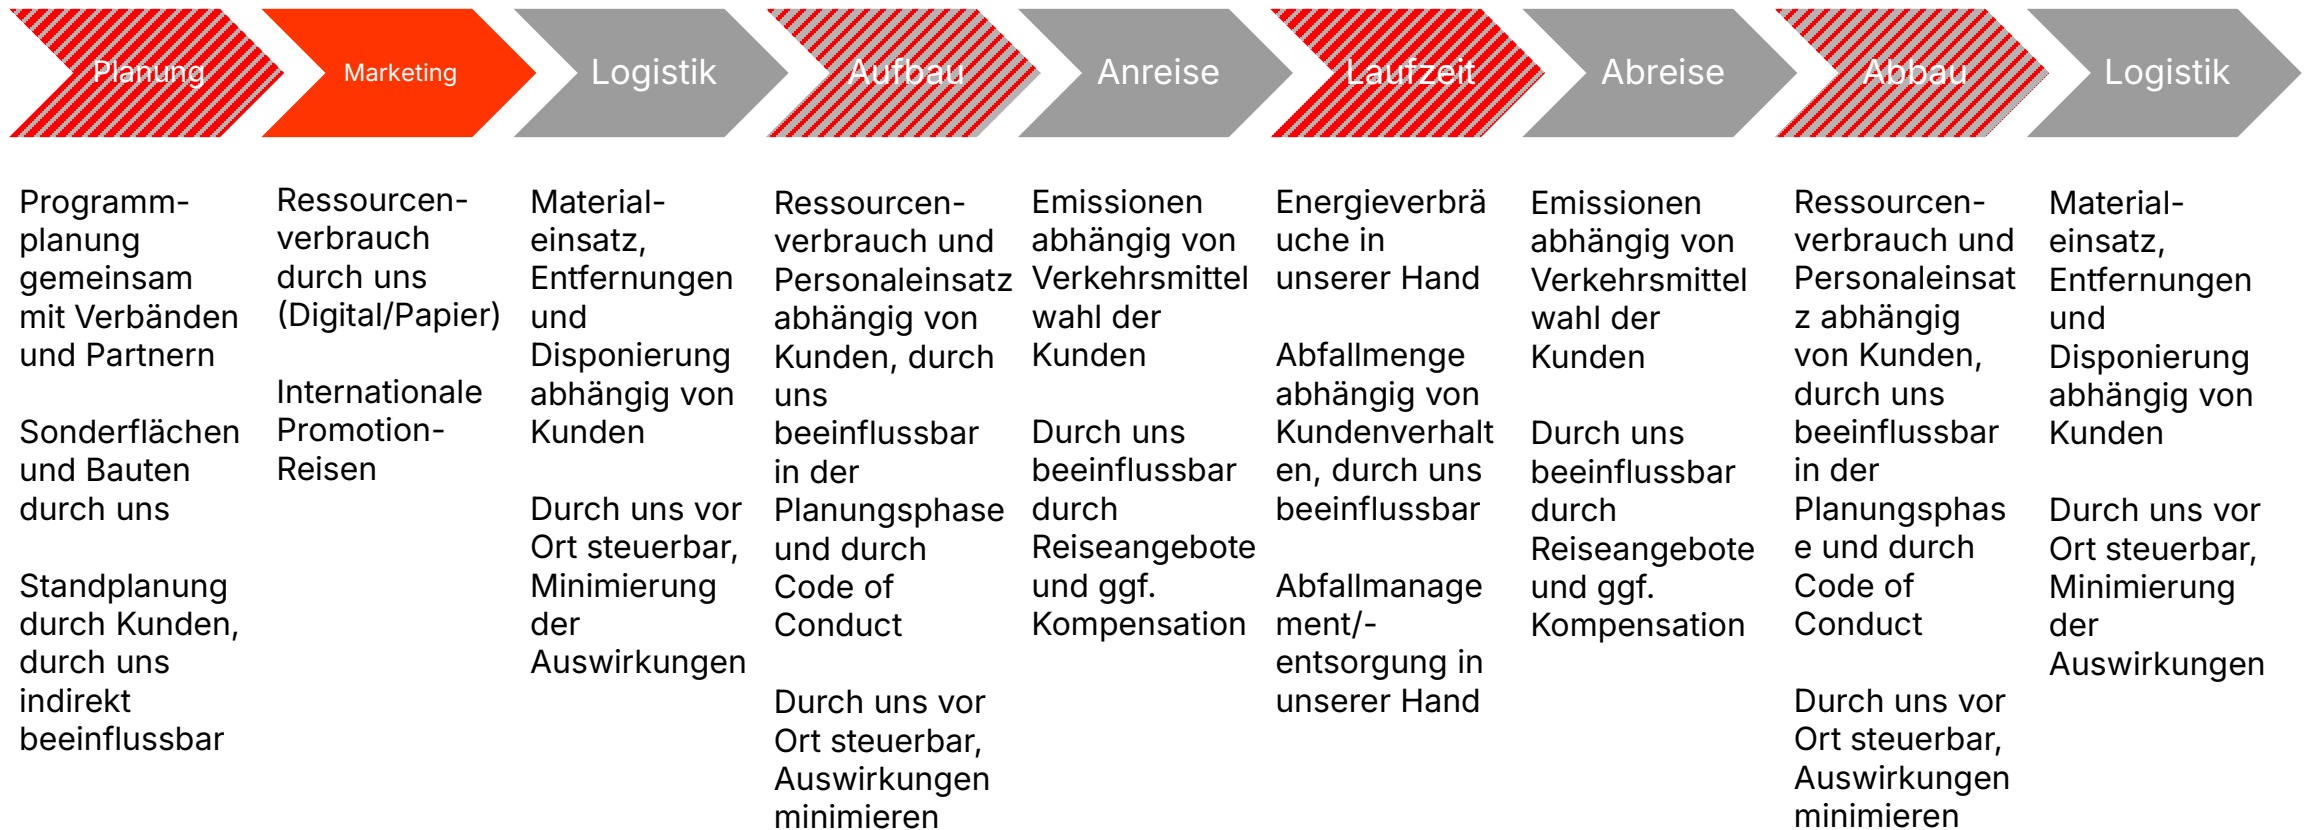 Planung
Marketing
Logistik
Aufbau
Anreise
Laufzeit
Abreise
Abbau
Logistik
Programm-
planung
gemeinsam
mit Verbänden
und Partnern
Sonderflächen
und Bauten
durch uns
Standplanung
durch Kunden,
durch uns
indirekt
beeinflussbar
Ressourcen-
verbrauch
durch uns
(Digital/Papier)
Internationale
Promotion-
Reisen
Material-
einsatz,
Entfernungen
und
Disponierung
abhängig von
Kunden
Durch uns vor
Ort steuerbar,
Minimierung
der
Auswirkungen
Ressourcen-
verbrauch und
Personaleinsatz
abhängig von
Kunden, durch
uns
beeinflussbar
in der
Planungsphase
und durch
Code of
Conduct
Durch uns vor
Ort steuerbar,
Auswirkungen
minimieren
Emissionen
abhängig von
Verkehrsmittel
wahl der
Kunden
Durch uns
beeinflussbar
durch
Reiseangebote
und ggf.
Kompensation
Energieverbrä
uche in
unserer Hand
Abfallmenge
abhängig von
Kundenverhalt
en, durch uns
beeinflussbar
Abfallmanage
ment/-
entsorgung in
unserer Hand
Emissionen
abhängig von
Verkehrsmittel
wahl der
Kunden
Durch uns
beeinflussbar
durch
Reiseangebote
und ggf.
Kompensation
Ressourcen-
verbrauch und
Personaleinsat
z abhängig
von Kunden,
durch uns
beeinflussbar
in der
Planungsphas
e und durch
Code of
Conduct
Durch uns vor
Ort steuerbar,
Auswirkungen
minimieren
Material-
einsatz,
Entfernungen
und
Disponierung
abhängig von
Kunden
Durch uns vor
Ort steuerbar,
Minimierung
der
Auswirkungen